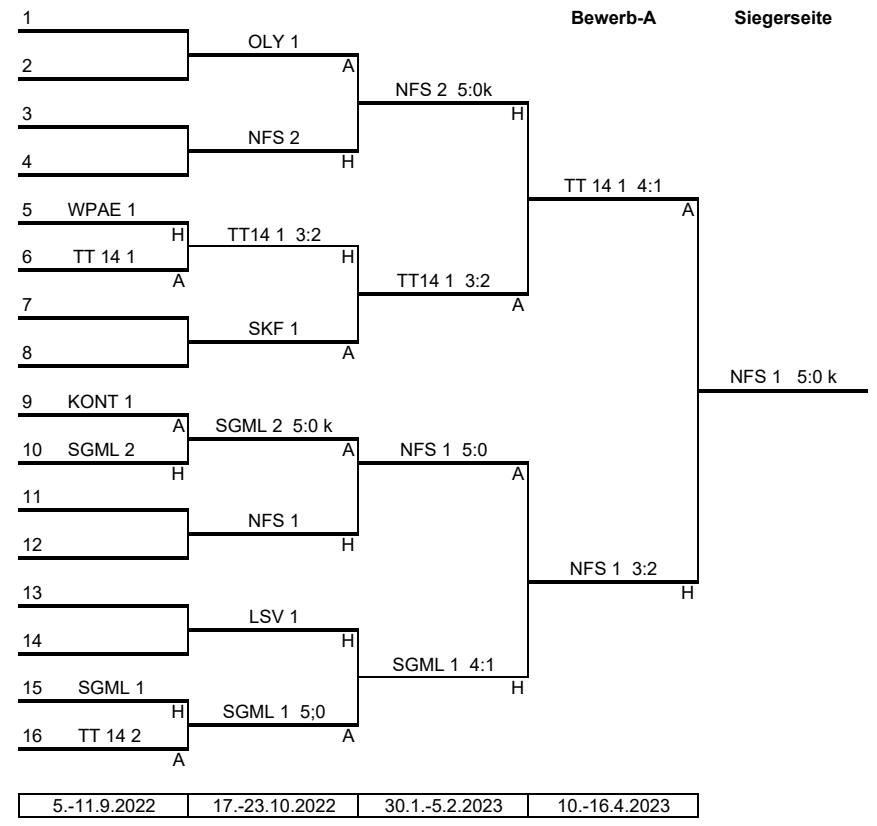 1 Bewerb-A Siegerseite
OLY 1
2 A
NFS 2 5:0k
3 H
NFS 2
4 H
TT 14 1 4:1
5 WPAE 1 A
H TT14 1 3:2
6 TT 14 1 H
A TT14 1 3:2
7 A
SKF 1
8 A
NFS 1 5:0 k
9 KONT 1
A SGML 2 5:0 k
10 SGML 2 A NFS 1 5:0
H A
11
NFS 1
12 H
NFS 1 3:2
13 H
LSV 1
14 H
SGML 1 4:1
15 SGML 1 H
H SGML 1 5;0
16 TT 14 2 A
A
5.-11.9.2022 17.-23.10.2022 30.1.-5.2.2023 10.-16.4.2023